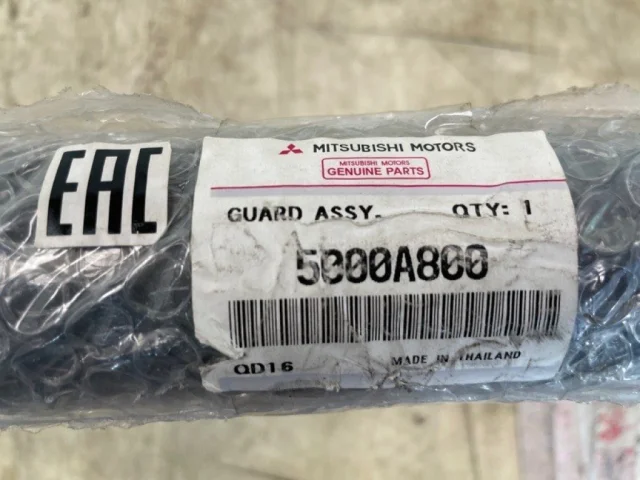 EAC
MITSUBISHI MOTORS
MITSUBISHI MOTORS
GENUINE PARTS
GUARD ASSY. QTY: 1
5000A800
QD16 MADE IN THAILAND